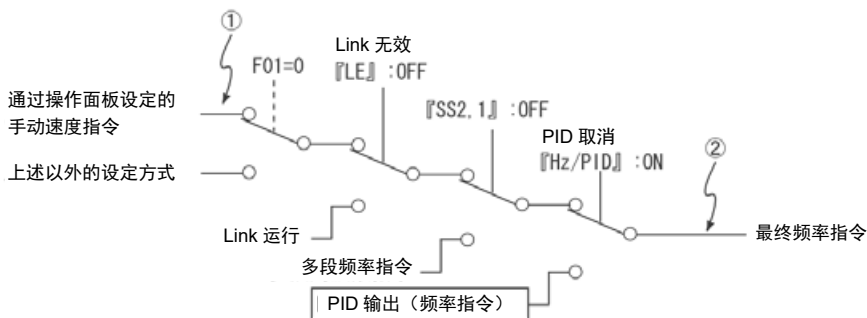 ①
Link 无效
F01=0
『LE』:OFF
通过操作面板设定的
手动速度指令
『SS2,1』:OFF
PID 取消
『Hz/PID』:ON
②
上述以外的设定方式
Link 运行
最终频率指令
多段频率指令
PID 输出（频率指令）